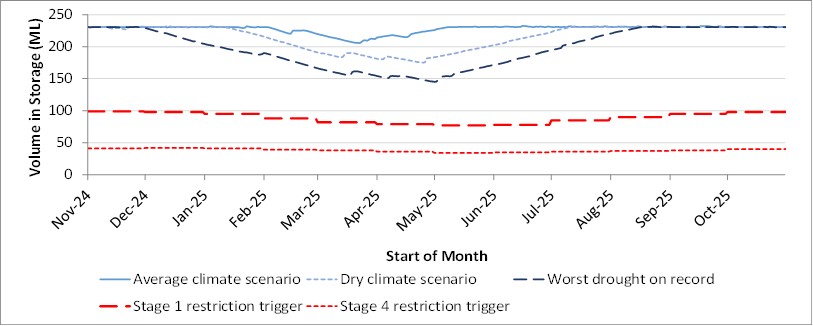 Volume in Storage (ML)
250
200
150
100
50
0
Nov-24
Dec-24
Jan-25
Feb-25
Mar-25
Apr-25
May-25
Jun-25
Jul-25
Aug-25
Sep-25
Oct-25
Start of Month
Average climate scenario
Dry climate scenario
Worst drought on record
Stage 1 restriction trigger
Stage 4 restriction trigger